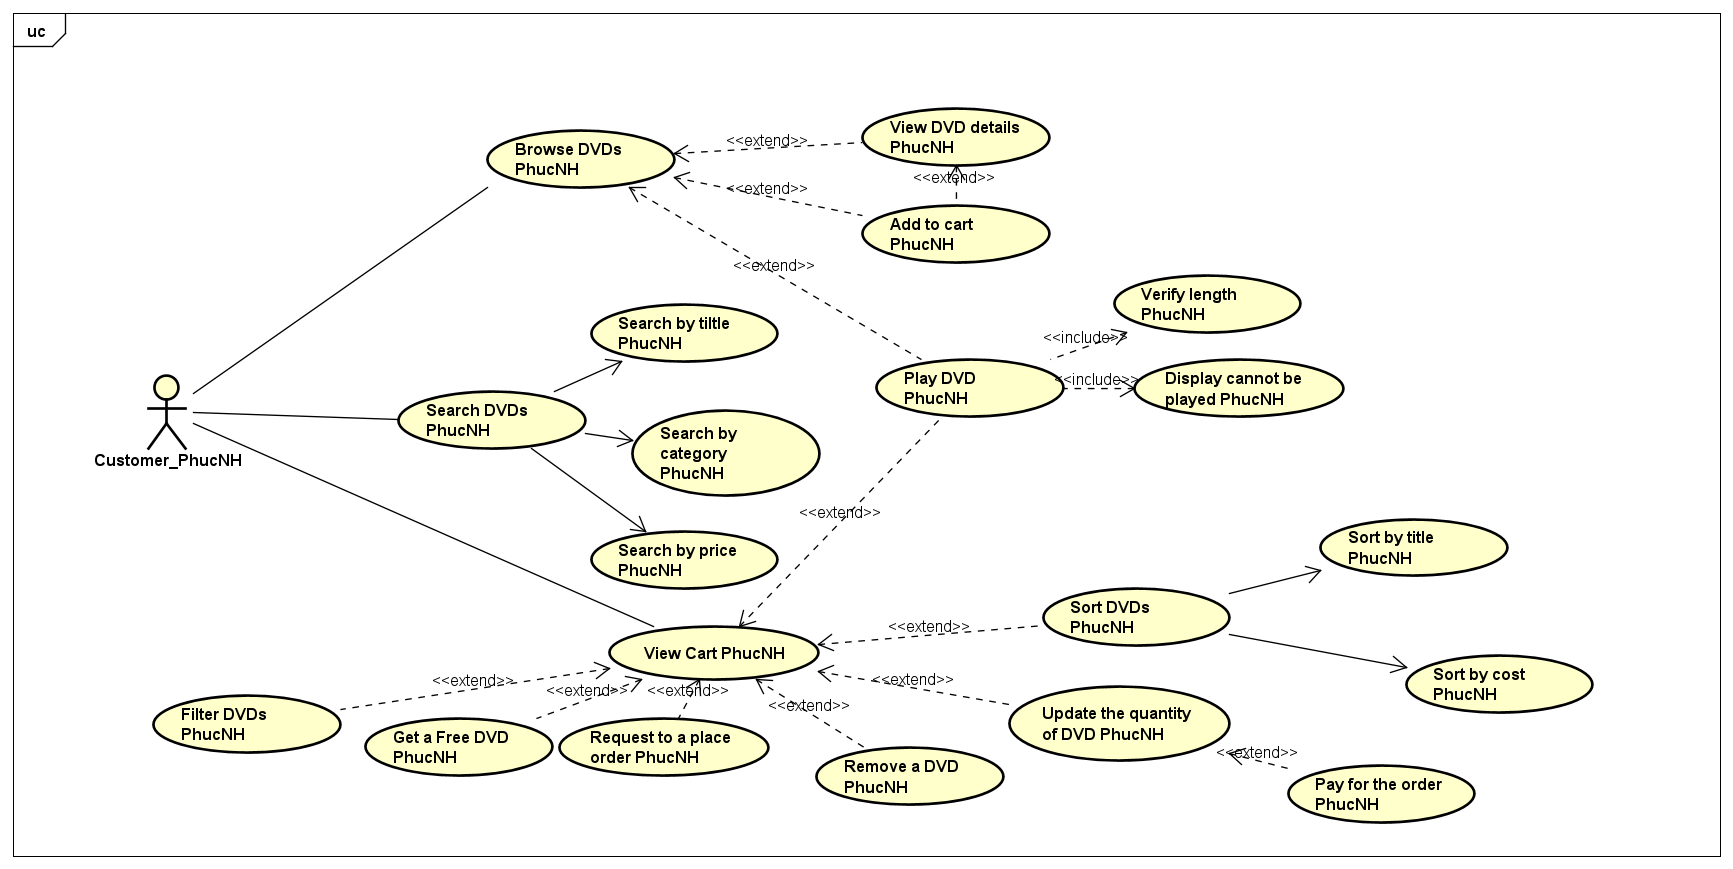 uc
View DVD details
PhucNH
Browse DVDs
PhucNH
<<extend>>
<<extend>>
<<extend>>
Add to cart
PhucNH
<<extend>>
Verify length
PhucNH
Search by tiltle
PhucNH
<<include>>
Play DVD
PhucNH
<<include>>
Display cannot be
played PhucNH
Search DVDs
PhucNH
Search by
category
PhucNH
Customer_PhucNH
<<extend>>
Search by price
PhucNH
Sort by title
PhucNH
Sort DVDs
PhucNH
<<extend>>
View Cart PhucNH
Sort by cost
PhucNH
<<extend>>
<<extend>>
<<extend>>
<<extend>>
<<extend>>
Filter DVDs
PhucNH
Get a Free DVD
PhucNH
Request to a place
order PhucNH
Update the quantity
of DVD PhucNH
<<extend>>
Remove a DVD
PhucNH
Pay for the order
PhucNH